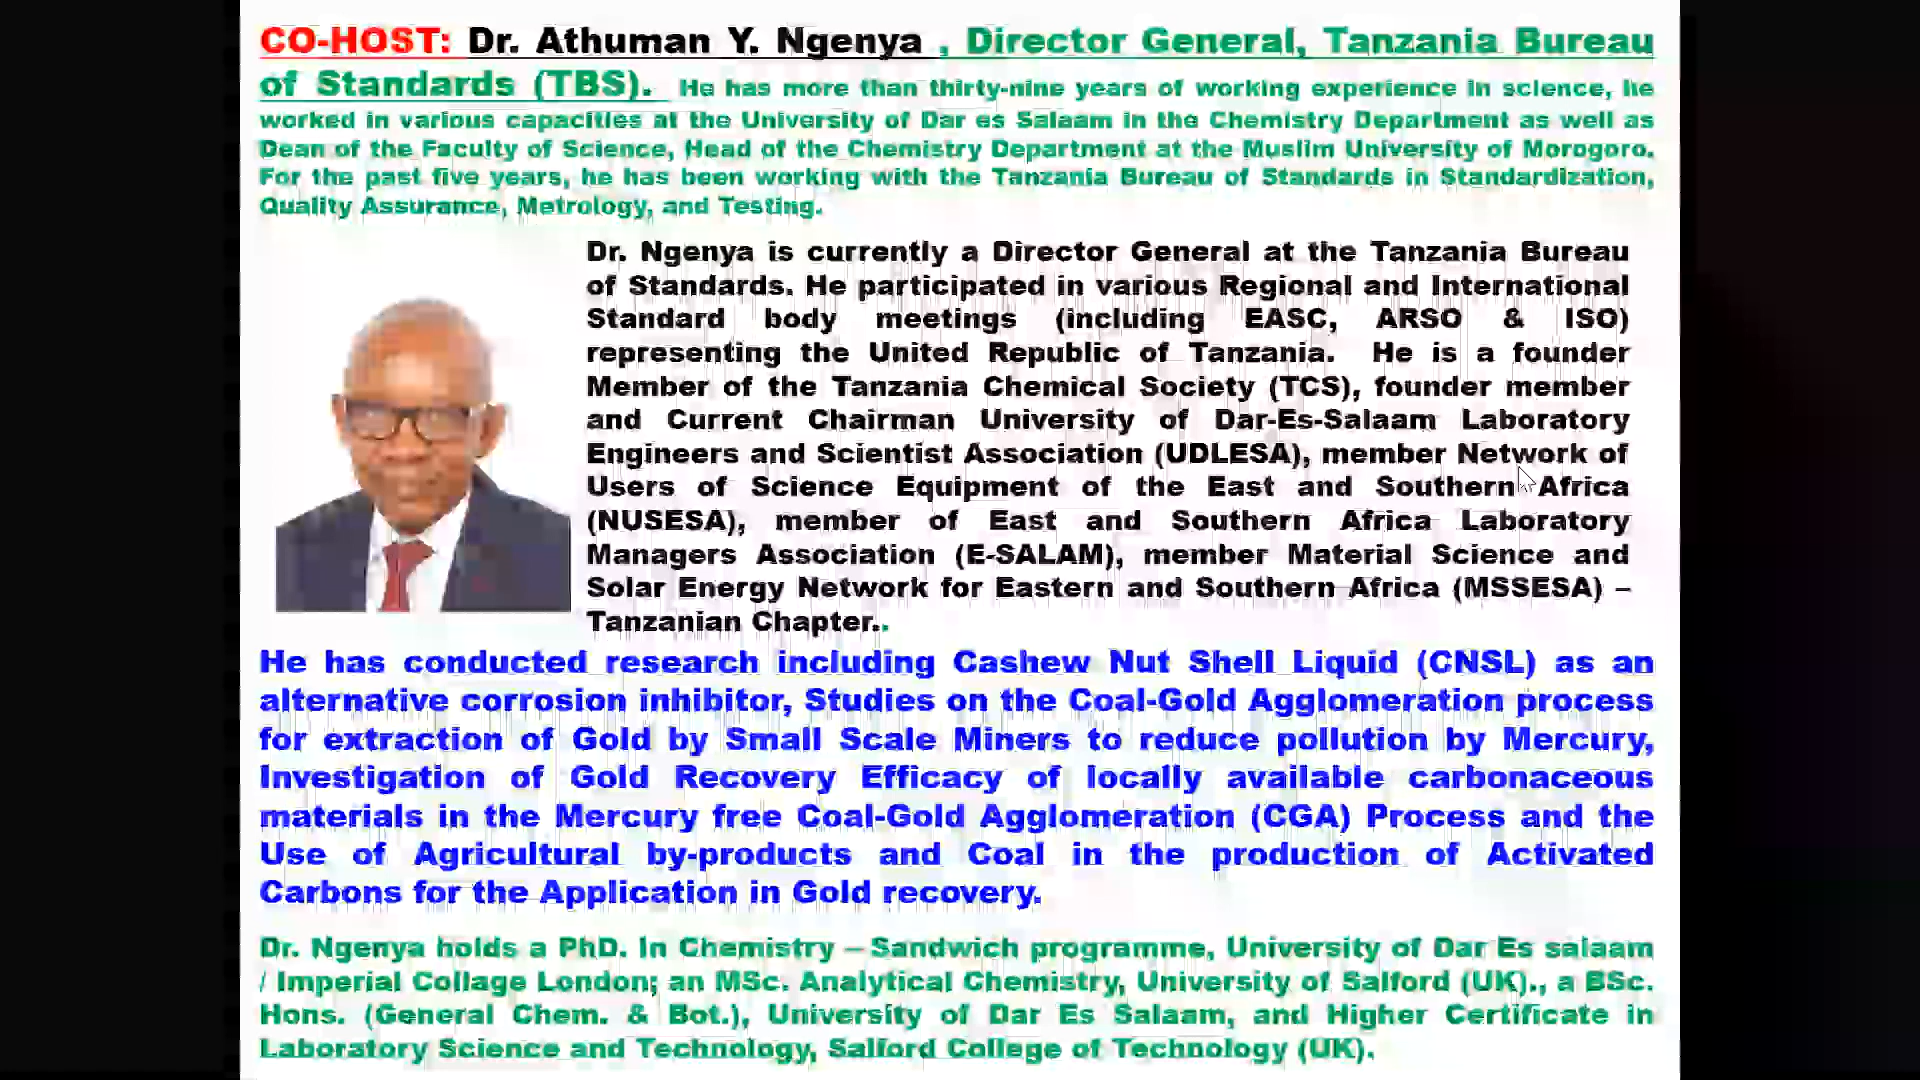 CO-HOST: Dr. Athuman Y. Ngenya , Director General, Tanzania Bureau
of Standards (TBS). He has more than thirty-nine years of working experience in science, he
worked in various capacities at the University of Dar es Salaam in the Chemistry Department as well as
Dean of the Faculty of Science, Head of the Chemistry Department at the Muslim University of Morogoro.
For the past five years, he has been working with the Tanzania Bureau of Standards in Standardization,
Quality Assurance, Metrology, and Testing.
Dr. Ngenya is currently a Director General at the Tanzania Bureau
of Standards. He participated in various Regional and International
Standard body meetings (including EASC, ARSO & ISO)
representing the United Republic of Tanzania. He is a founder
Member of the Tanzania Chemical Society (TCS), founder member
and Current Chairman University of Dar-Es-Salaam Laboratory
Engineers and Scientist Association (UDLESA), member Network of
Users of Science Equipment of the East and Southern Africa
(NUSESA), member of East and Southern Africa Laboratory
Managers Association (E-SALAM), member Material Science and
Solar Energy Network for Eastern and Southern Africa (MSSESA) –
Tanzanian Chapter..
He has conducted research including Cashew Nut Shell Liquid (CNSL) as an
alternative corrosion inhibitor, Studies on the Coal-Gold Agglomeration process
for extraction of Gold by Small Scale Miners to reduce pollution by Mercury,
Investigation of Gold Recovery Efficacy of locally available carbonaceous
materials in the Mercury free Coal-Gold Agglomeration (CGA) Process and the
Use of Agricultural by-products and Coal in the production of Activated
Carbons for the Application in Gold recovery.
Dr. Ngenya holds a PhD. In Chemistry – Sandwich programme, University of Dar Es salaam
/ Imperial Collage London; an MSc. Analytical Chemistry, University of Salford (UK)., a BSc.
Hons. (General Chem. & Bot.), University of Dar Es Salaam, and Higher Certificate in
Laboratory Science and Technology, Salford College of Technology (UK).